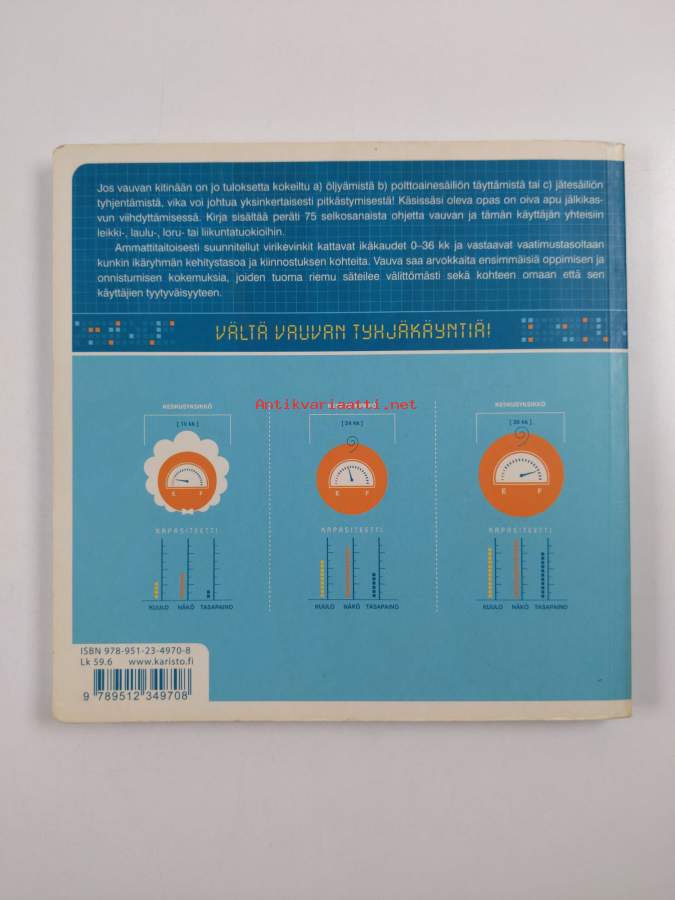 Jos vauvan kitinään on jo tuloksetta kokeiltu a) öljyämistä b) polttoainesäiliön täyttämistä tai c) jätesäiliön
tyhjentämistä, vika voi johtua yksinkertaisesti pitkästymisestä! Käsissäsi oleva opas on oiva apu jälkikas-
vun viihdyttämisessä. Kirja sisältää peräti 75 selkosanaista ohjetta vauvan ja tämän käyttäjän yhteisiin
leikki-, laulu-, loru- tai liikuntatuokioihin.
Ammattitaitoisesti suunnitellut virikevinkit kattavat ikäkaudet 0–36 kk ja vastaavat vaatimustasoltaan
kunkin ikäryhmän kehitystasoa ja kiinnostuksen kohteita. Vauva saa arvokkaita ensimmäisiä oppimisen ja
onnistumisen kokemuksia, joiden tuoma riemu säteilee välittömästi sekä kohteen omaan että sen
käyttäjien tyytyväisyyteen.
VÄLTÄ VAUVAN TYHJÄKÄYNTIÄ!
KESKUSYKSIKKÖ
Antikvariaatti.net
KESKUSYKSIKKÖ
[ 24 kk ]
E F
E F
E F
KAPASITEETTI
KAPASITEETTI
KAPASITEETTI
KUULO NÄKÖ TASAPAINO
KUULO NÄKÖ TASAPAINO
KUULO NÄKÖ TASAPAINO
ISBN 978-951-23-4970-8
Lk 59.6 www.karisto.fi
9 789512 349708